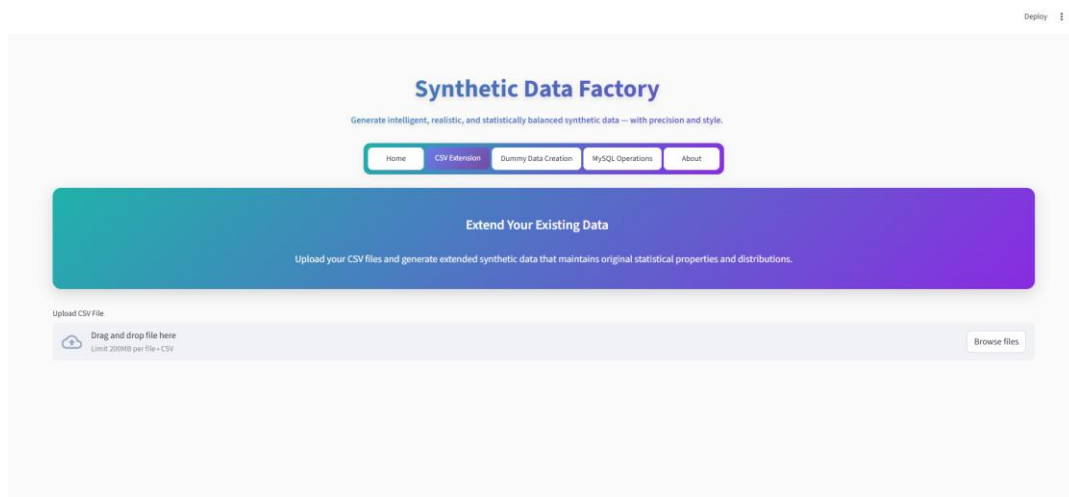 Deploy
Synthetic Data Factory
Generate intelligent, realistic, and statistically balanced synthetic data — with precision and style.
Home CSV Extension Dummy Data Creation MySQL Operations About
Extend Your Existing Data
Upload your CSV files and generate extended synthetic data that maintains original statistical properties and distributions.
Upload CSV File
Drag and drop file here
Limit 200MB per file • CSV
Browse files